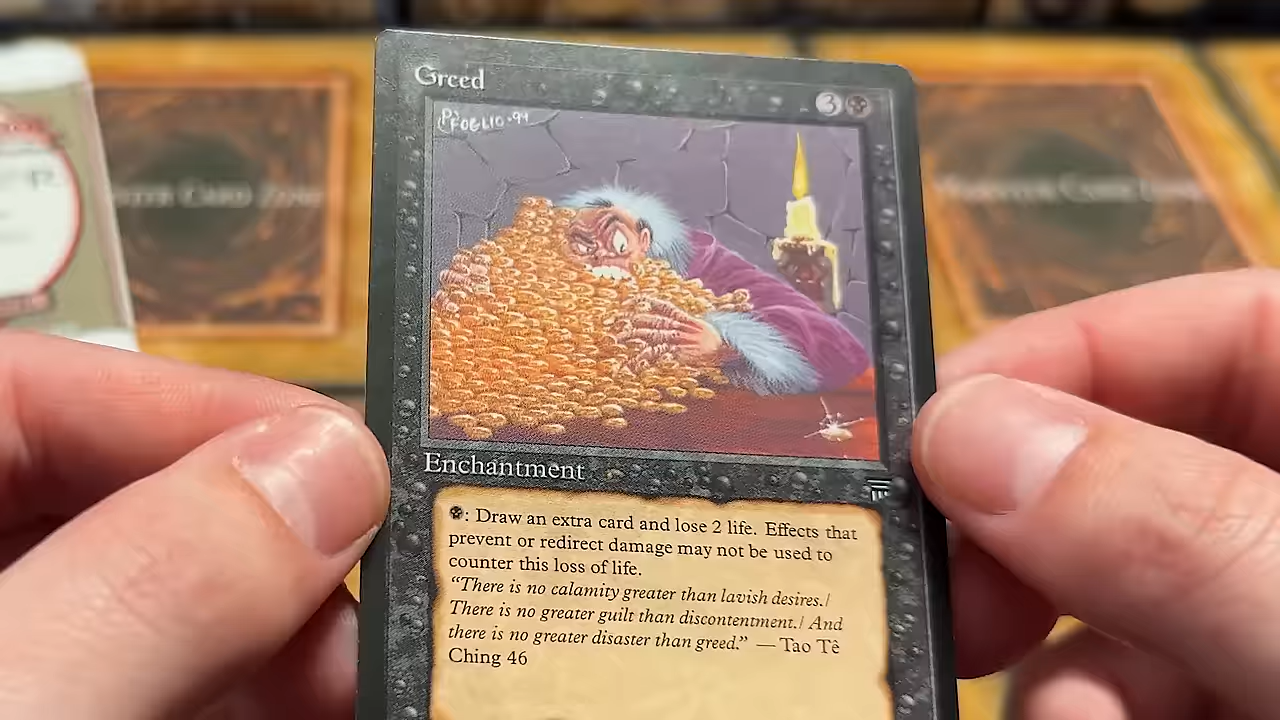 Greed
3
P. FOGLIO·94
Enchantment
: Draw an extra card and lose 2 life. Effects that
prevent or redirect damage may not be used to
counter this loss of life.
“There is no calamity greater than lavish desires./
There is no greater guilt than discontentment./ And
there is no greater disaster than greed.” — Tao Tê
Ching 46